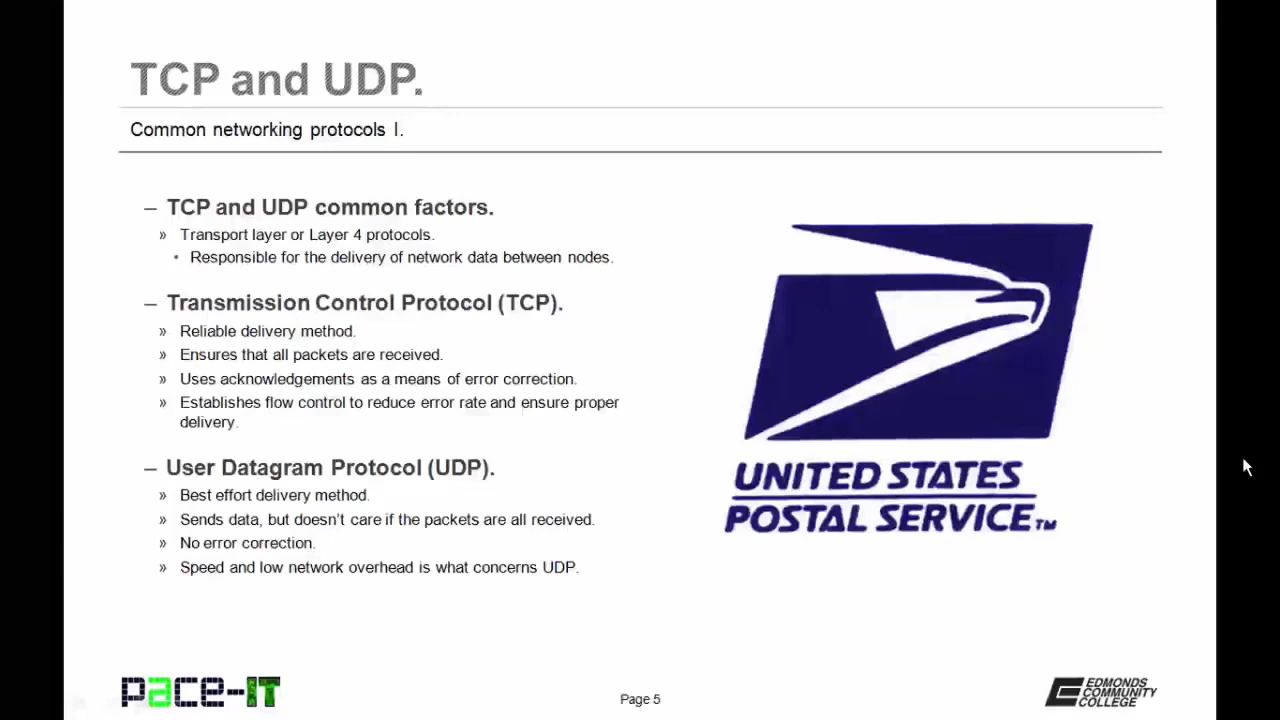 TCP and UDP.
Common networking protocols I.
– TCP and UDP common factors.
» Transport layer or Layer 4 protocols.
• Responsible for the delivery of network data between nodes.
– Transmission Control Protocol (TCP).
» Reliable delivery method.
» Ensures that all packets are received.
» Uses acknowledgements as a means of error correction.
» Establishes flow control to reduce error rate and ensure proper
delivery.
– User Datagram Protocol (UDP).
» Best effort delivery method.
» Sends data, but doesn't care if the packets are all received.
» No error correction.
» Speed and low network overhead is what concerns UDP.
UNITED STATES
POSTAL SERVICE™
pace-IT
Page 5
EDMONDS
COMMUNITY
COLLEGE